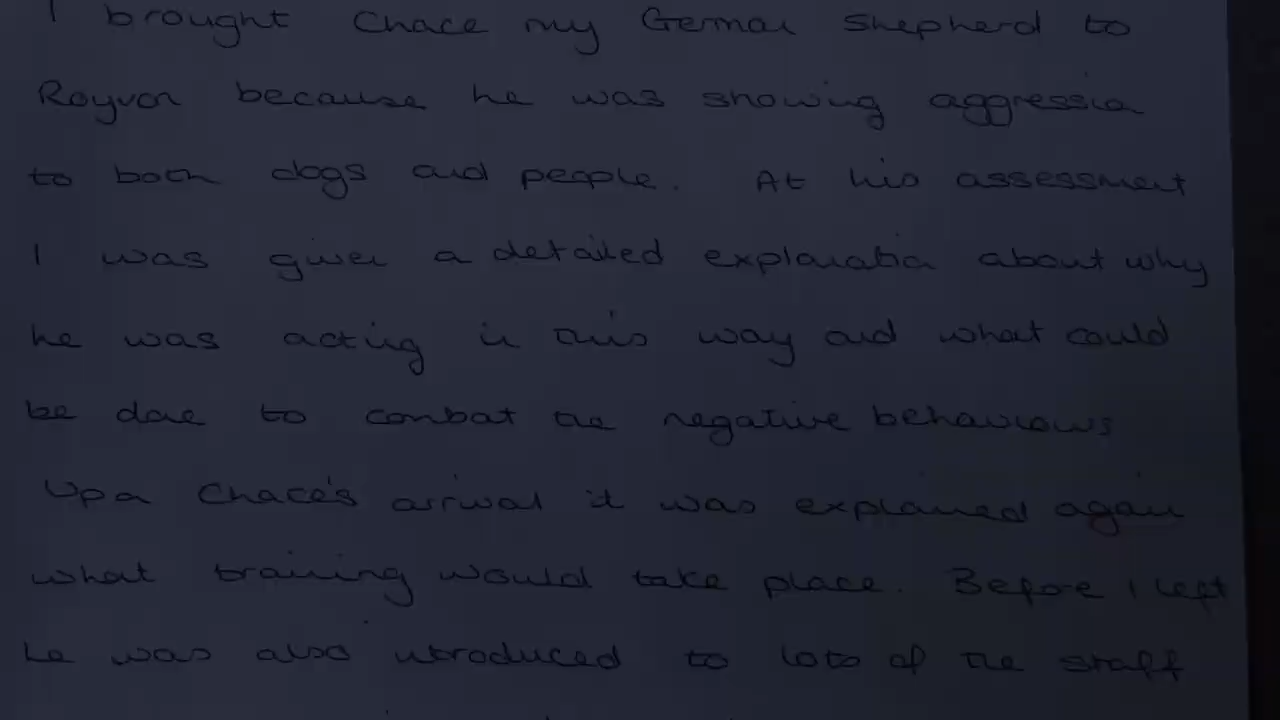 I brought Chace my German Shepherd to
Royvon because he was showing aggression
to both dogs and people. At his assessment
I was given a detailed explanation about why
he was acting in this way and what could
be done to combat the negative behaviours
Upon Chace's arrival it was explained again
what training would take place. Before I left
he was also introduced to lots of the staff